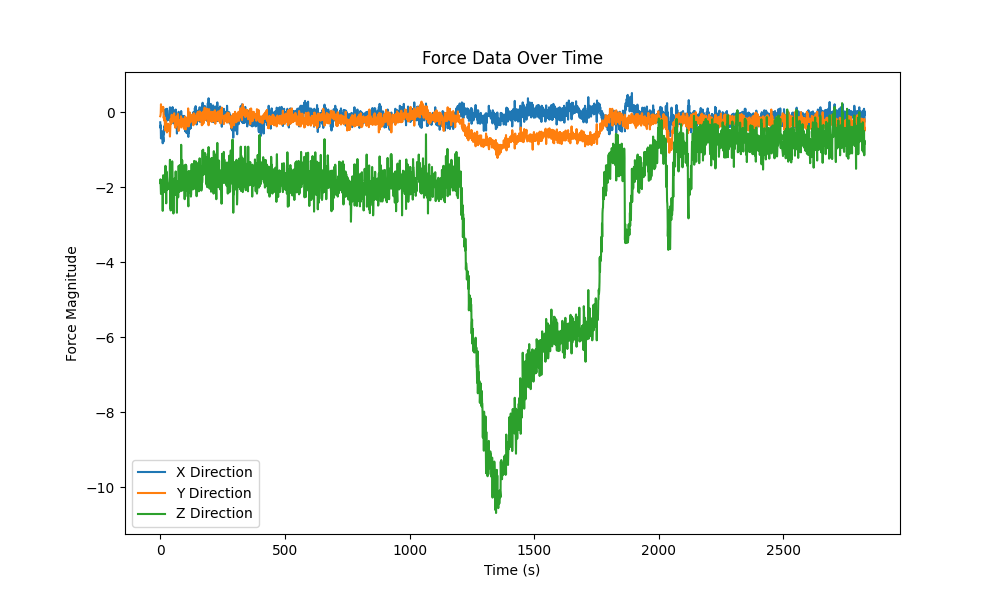 Force Data Over Time
Force Magnitude
0
−2
−4
−6
−8
−10
X Direction
Y Direction
Z Direction
0 500 1000 1500 2000 2500
Time (s)